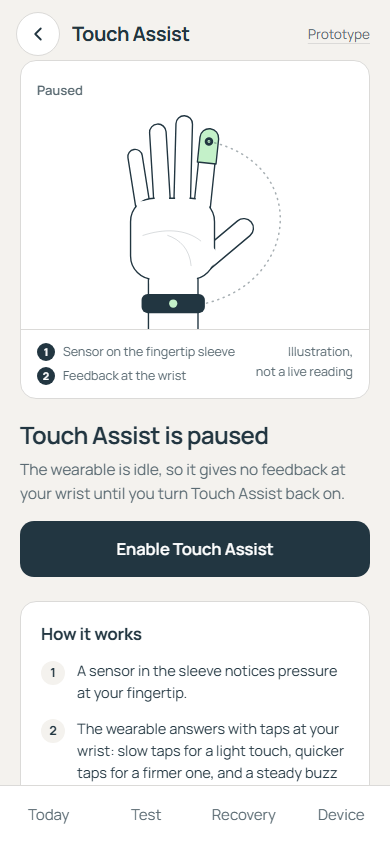 Touch Assist
Prototype
Paused
1 Sensor on the fingertip sleeve
2 Feedback at the wrist
Illustration,
not a live reading
Touch Assist is paused
The wearable is idle, so it gives no feedback at
your wrist until you turn Touch Assist back on.
Enable Touch Assist
How it works
1 A sensor in the sleeve notices pressure
at your fingertip.
2 The wearable answers with taps at your
wrist: slow taps for a light touch, quicker
taps for a firmer one, and a steady buzz
Today
Test
Recovery
Device